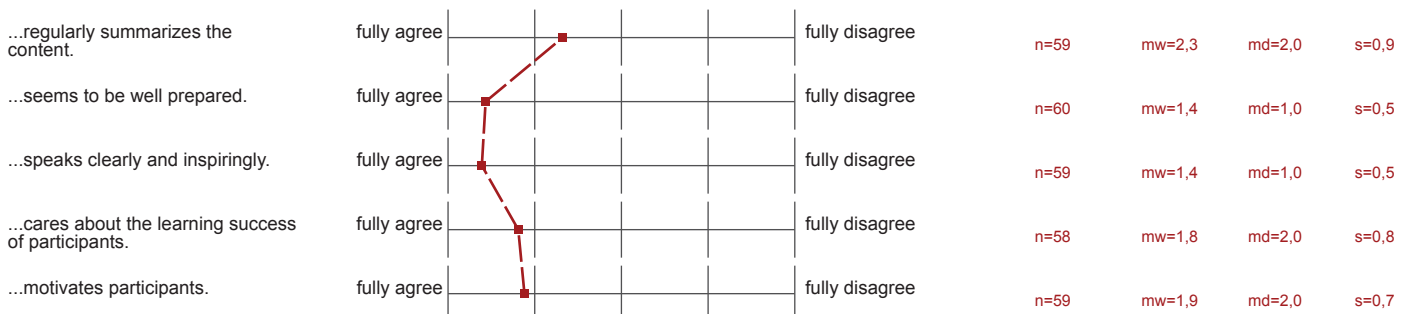 ...regularly summarizes the
content.
fully agree
fully disagree
n=59 mw=2,3 md=2,0 s=0,9
...seems to be well prepared.
fully agree
fully disagree
n=60 mw=1,4 md=1,0 s=0,5
...speaks clearly and inspiringly.
fully agree
fully disagree
n=59 mw=1,4 md=1,0 s=0,5
...cares about the learning success
of participants.
fully agree
fully disagree
n=58 mw=1,8 md=2,0 s=0,8
...motivates participants.
fully agree
fully disagree
n=59 mw=1,9 md=2,0 s=0,7